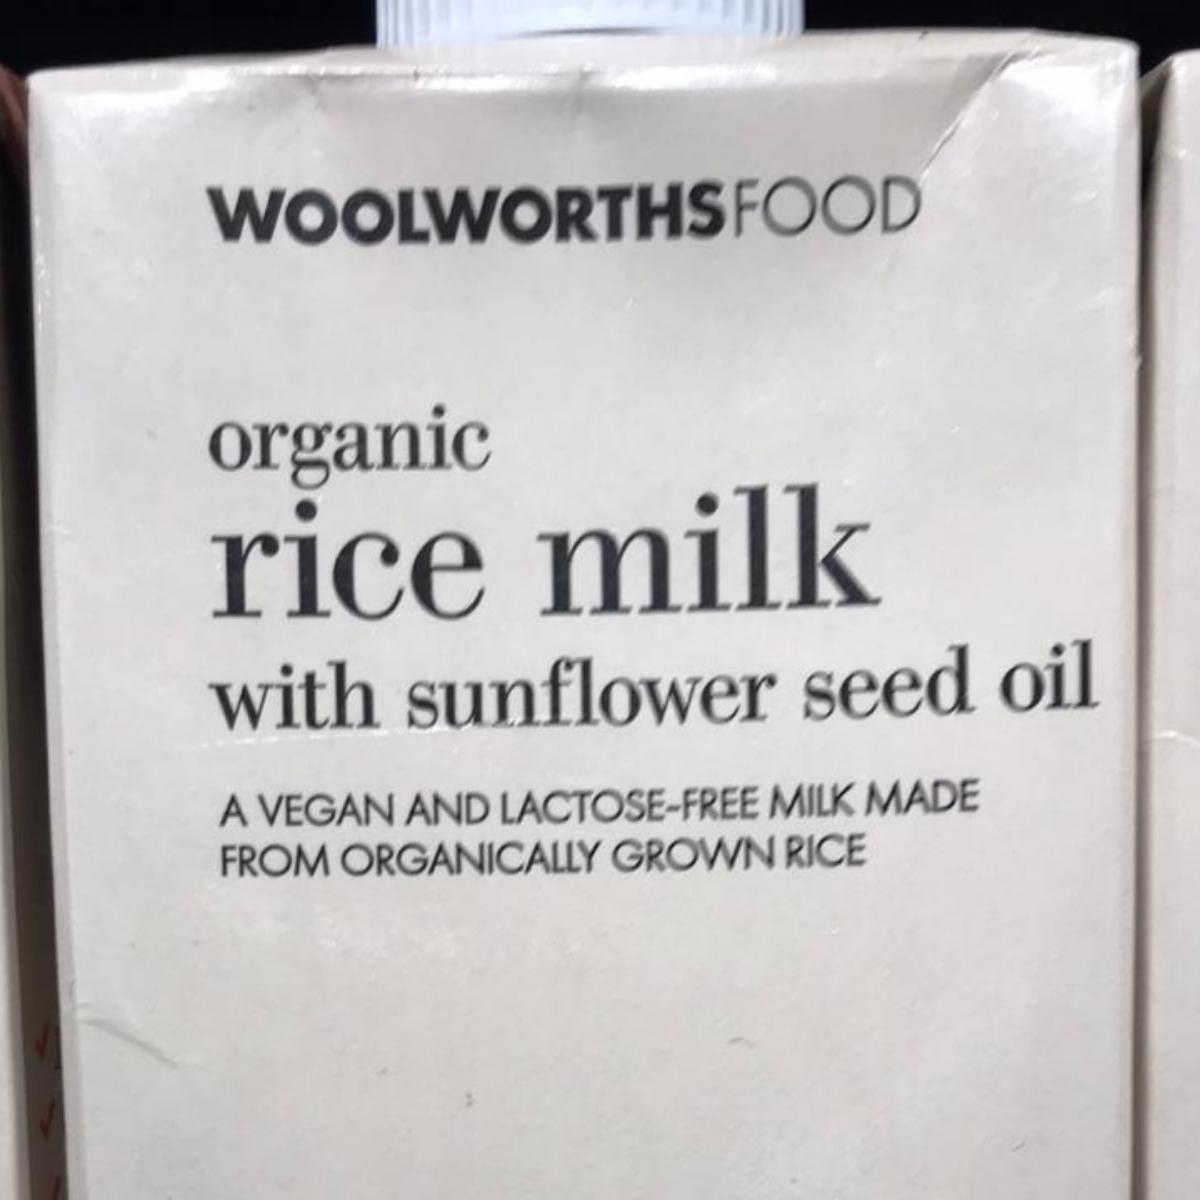 WOOLWORTHSFOOD
organic
rice milk
with sunflower seed oil
A VEGAN AND LACTOSE-FREE MILK MADE
FROM ORGANICALLY GROWN RICE